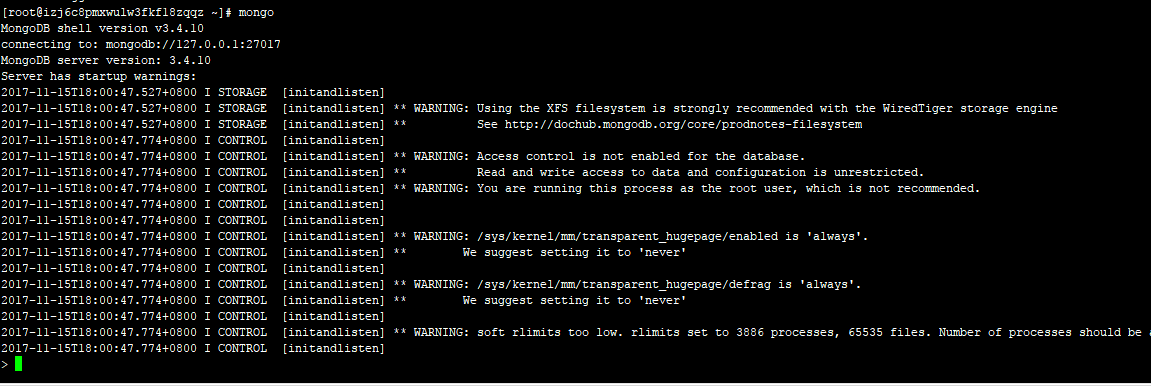 [root@izj6c8pmxwulw3fkfl8zqqz ~]# mongo
MongoDB shell version v3.4.10
connecting to: mongodb://127.0.0.1:27017
MongoDB server version: 3.4.10
Server has startup warnings:
2017-11-15T18:00:47.527+0800 I STORAGE  [initandlisten]
2017-11-15T18:00:47.527+0800 I STORAGE  [initandlisten] ** WARNING: Using the XFS filesystem is strongly recommended with the WiredTiger storage engine
2017-11-15T18:00:47.527+0800 I STORAGE  [initandlisten] **          See http://dochub.mongodb.org/core/prodnotes-filesystem
2017-11-15T18:00:47.774+0800 I CONTROL  [initandlisten]
2017-11-15T18:00:47.774+0800 I CONTROL  [initandlisten] ** WARNING: Access control is not enabled for the database.
2017-11-15T18:00:47.774+0800 I CONTROL  [initandlisten] **          Read and write access to data and configuration is unrestricted.
2017-11-15T18:00:47.774+0800 I CONTROL  [initandlisten] ** WARNING: You are running this process as the root user, which is not recommended.
2017-11-15T18:00:47.774+0800 I CONTROL  [initandlisten]
2017-11-15T18:00:47.774+0800 I CONTROL  [initandlisten]
2017-11-15T18:00:47.774+0800 I CONTROL  [initandlisten] ** WARNING: /sys/kernel/mm/transparent_hugepage/enabled is 'always'.
2017-11-15T18:00:47.774+0800 I CONTROL  [initandlisten] **        We suggest setting it to 'never'
2017-11-15T18:00:47.774+0800 I CONTROL  [initandlisten]
2017-11-15T18:00:47.774+0800 I CONTROL  [initandlisten] ** WARNING: /sys/kernel/mm/transparent_hugepage/defrag is 'always'.
2017-11-15T18:00:47.774+0800 I CONTROL  [initandlisten] **        We suggest setting it to 'never'
2017-11-15T18:00:47.774+0800 I CONTROL  [initandlisten]
2017-11-15T18:00:47.774+0800 I CONTROL  [initandlisten] ** WARNING: soft rlimits too low. rlimits set to 3886 processes, 65535 files. Number of processes should be
2017-11-15T18:00:47.774+0800 I CONTROL  [initandlisten]
>